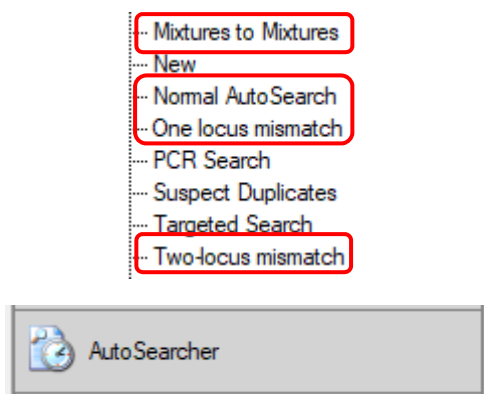 Mixtures to Mixtures
New
Normal AutoSearch
One locus mismatch
PCR Search
Suspect Duplicates
Targeted Search
Two-locus mismatch
AutoSearcher